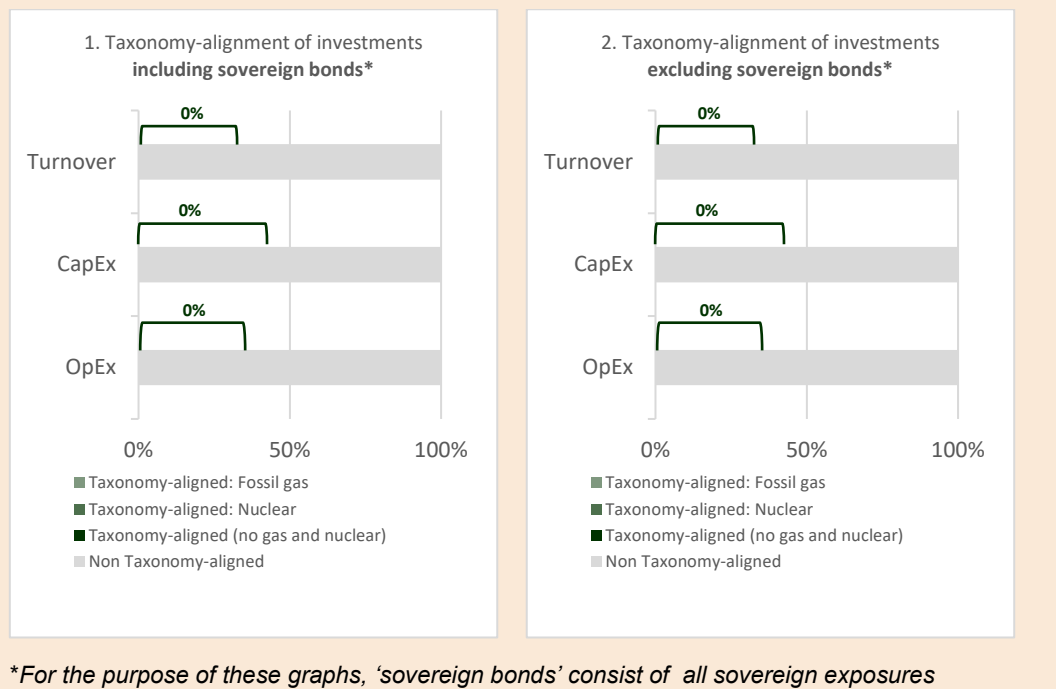 1. Taxonomy-alignment of investments
including sovereign bonds*
0%
Turnover
0%
CapEx
0%
OpEx
0% 50% 100%
Taxonomy-aligned: Fossil gas
Taxonomy-aligned: Nuclear
Taxonomy-aligned (no gas and nuclear)
Non Taxonomy-aligned
2. Taxonomy-alignment of investments
excluding sovereign bonds*
0%
Turnover
0%
CapEx
0%
OpEx
0% 50% 100%
Taxonomy-aligned: Fossil gas
Taxonomy-aligned: Nuclear
Taxonomy-aligned (no gas and nuclear)
Non Taxonomy-aligned
*For the purpose of these graphs, ‘sovereign bonds’ consist of all sovereign exposures